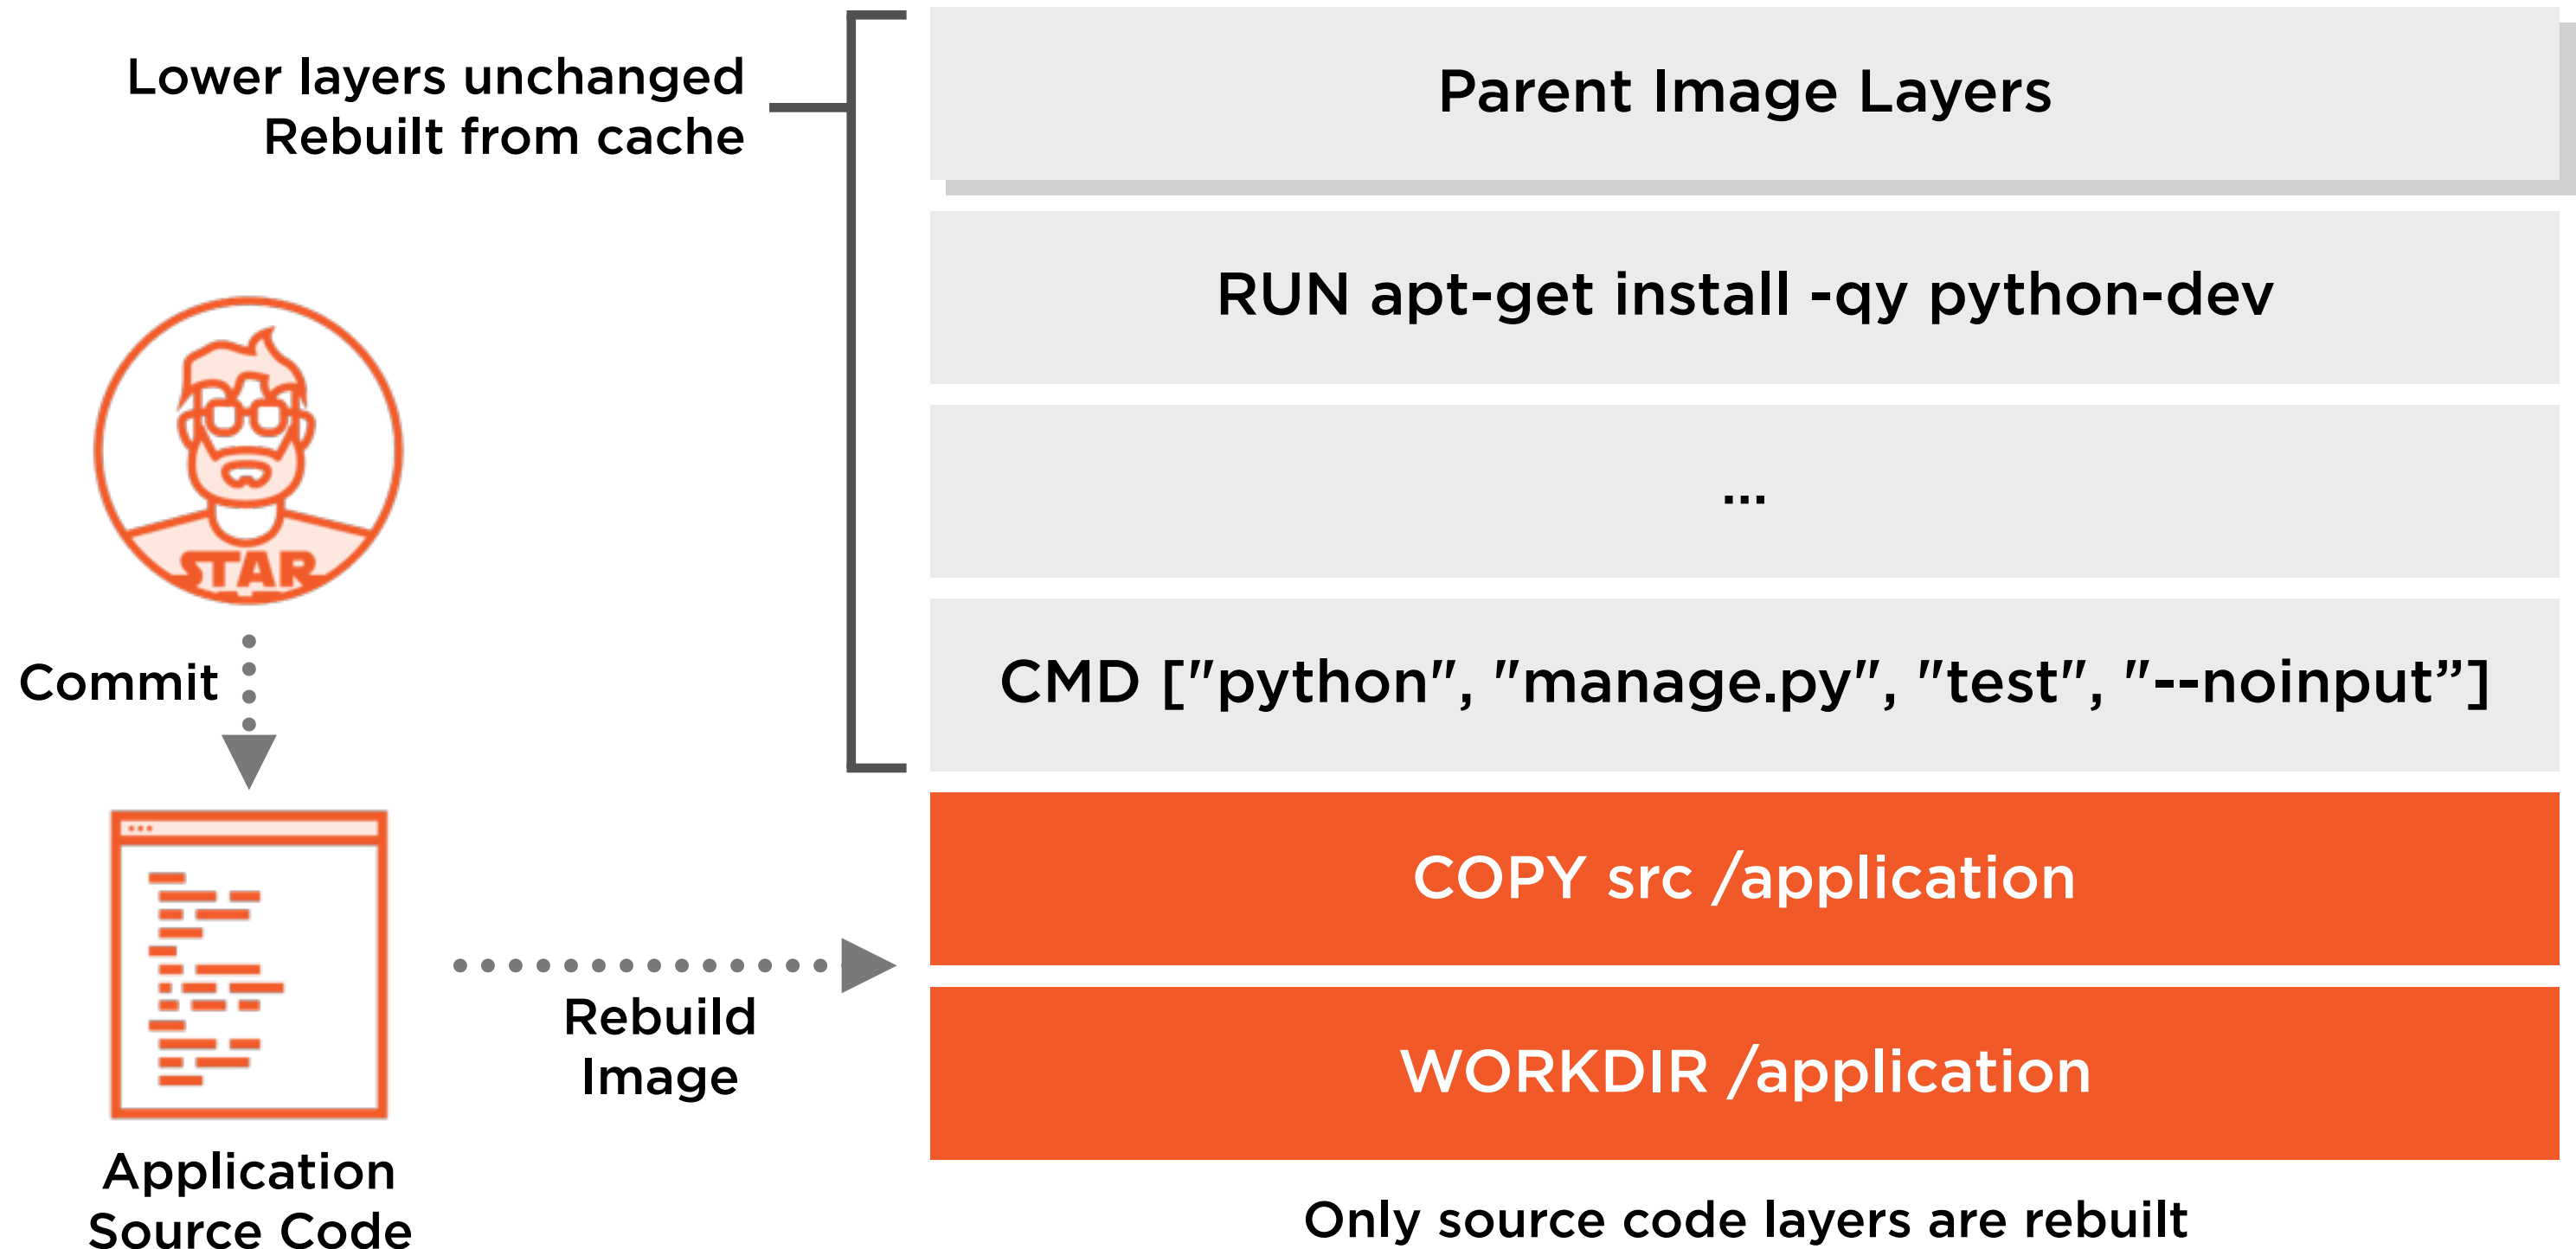 Lower layers unchanged
Rebuilt from cache
Parent Image Layers
RUN apt-get install -qy python-dev
...
CMD ["python", "manage.py", "test", "--noinput”]
STAR
Commit
COPY src /application
WORKDIR /application
Rebuild
Image
Application
Source Code
Only source code layers are rebuilt